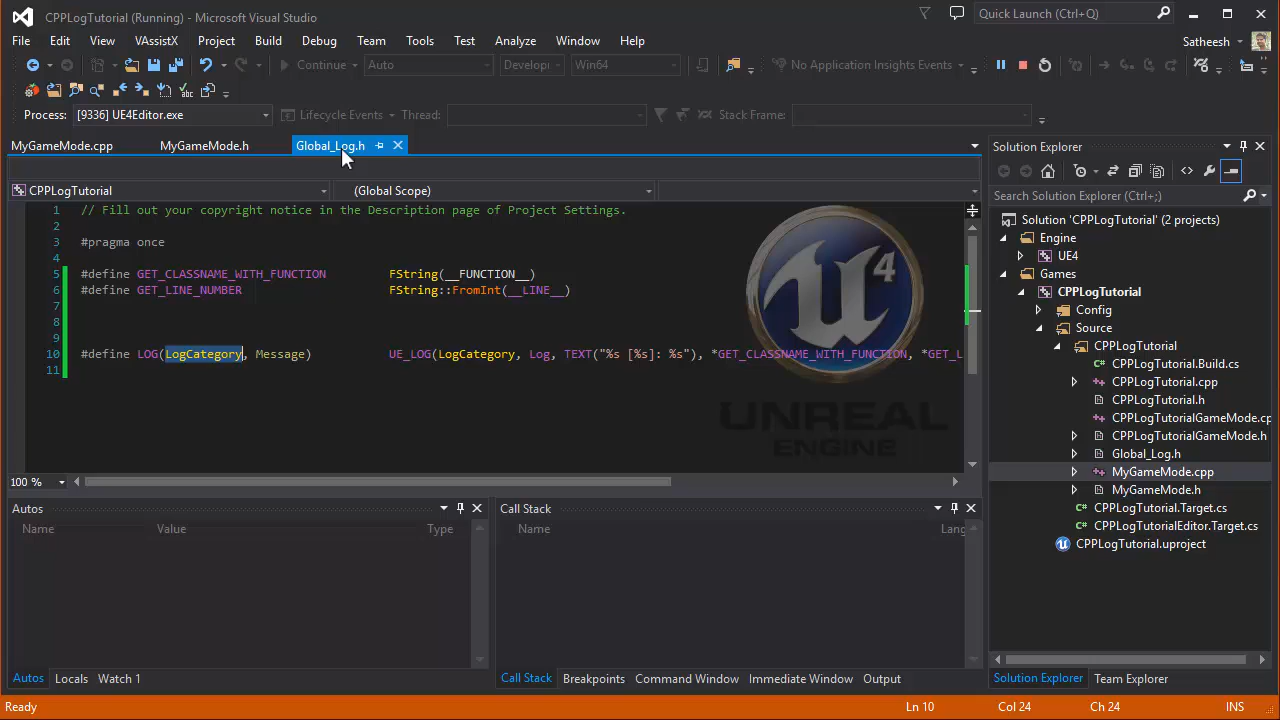 CPPLogTutorial (Running) - Microsoft Visual Studio
Quick Launch (Ctrl+Q)
File Edit View VAssistX Project Build Debug Team Tools Test Analyze Window Help
Satheesh
Continue Auto Develop Win64 No Application Insights Events
Process: [9336] UE4Editor.exe Lifecycle Events Thread: Stack Frame:
MyGameMode.cpp MyGameMode.h Global_Log.h
CPPLogTutorial (Global Scope)
1 // Fill out your copyright notice in the Description page of Project Settings.
2
3 #pragma once
4
5 #define GET_CLASSNAME_WITH_FUNCTION FString(__FUNCTION__)
6 #define GET_LINE_NUMBER FString::FromInt(__LINE__)
7
8
9
10 #define LOG(LogCategory, Message) UE_LOG(LogCategory, Log, TEXT("%s [%s]: %s"), *GET_CLASSNAME_WITH_FUNCTION, *GET_L
11
4
UNREAL
ENGINE
100 %
Autos
Name Value Type
Autos Locals Watch 1
Call Stack
Name Lang
Call Stack Breakpoints Command Window Immediate Window Output
Solution Explorer
Search Solution Explorer (Ctrl+;)
Solution 'CPPLogTutorial' (2 projects)
Engine
UE4
Games
CPPLogTutorial
Config
Source
CPPLogTutorial
CPPLogTutorial.Build.cs
CPPLogTutorial.cpp
CPPLogTutorial.h
CPPLogTutorialGameMode.cp
CPPLogTutorialGameMode.h
Global_Log.h
MyGameMode.cpp
MyGameMode.h
CPPLogTutorial.Target.cs
CPPLogTutorialEditor.Target.cs
CPPLogTutorial.uproject
Solution Explorer Team Explorer
Ready Ln 10 Col 24 Ch 24 INS